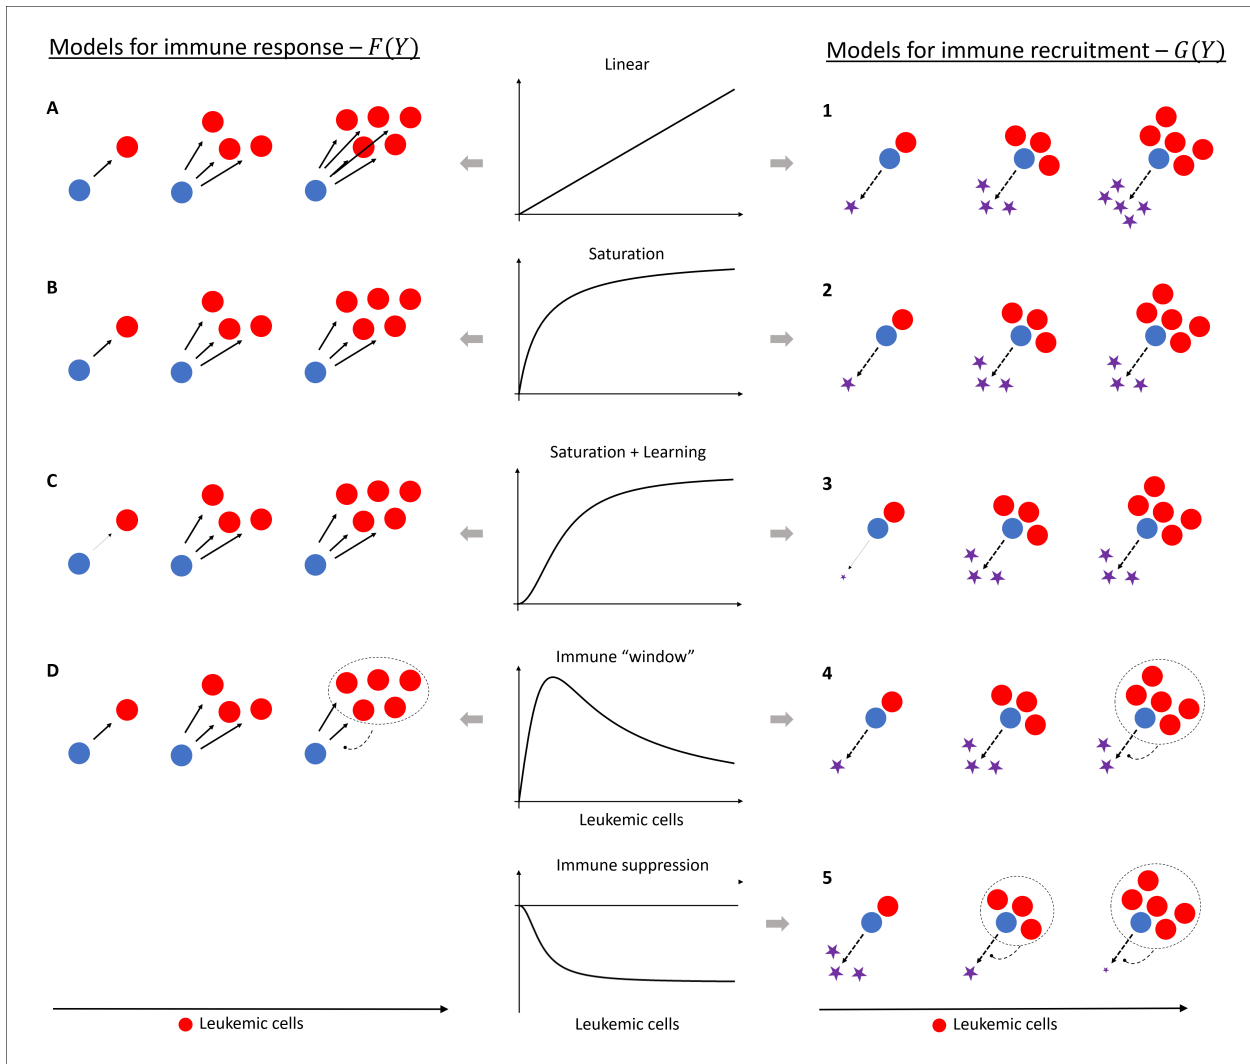 Models for immune response – F(Y)
Models for immune recruitment – G(Y)
Linear
A
1
Saturation
B
2
Saturation + Learning
C
3
Immune “window”
D
4
Leukemic cells
Immune suppression
5
Leukemic cells
Leukemic cells
Leukemic cells